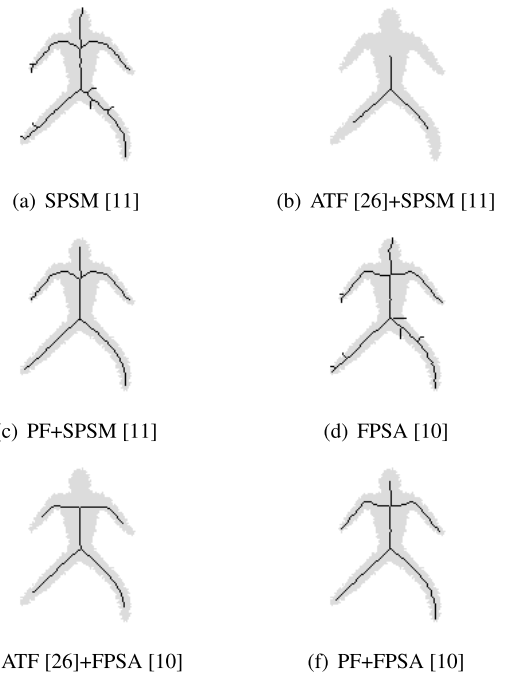 (a) SPSM [11]
(b) ATF [26]+SPSM [11]
c) PF+SPSM [11]
(d) FPSA [10]
ATF [26]+FPSA [10]
(f) PF+FPSA [10]